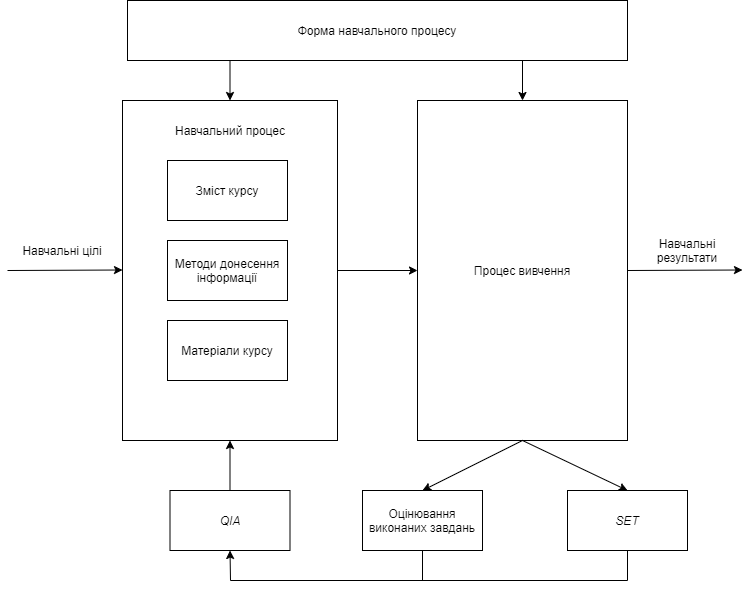 Форма навчального процесу
Навчальний процес
Зміст курсу
Методи донесення
інформації
Матеріали курсу
Навчальні цілі
Процес вивчення
Навчальні
результати
QIA
Оцінювання
виконаних завдань
SET